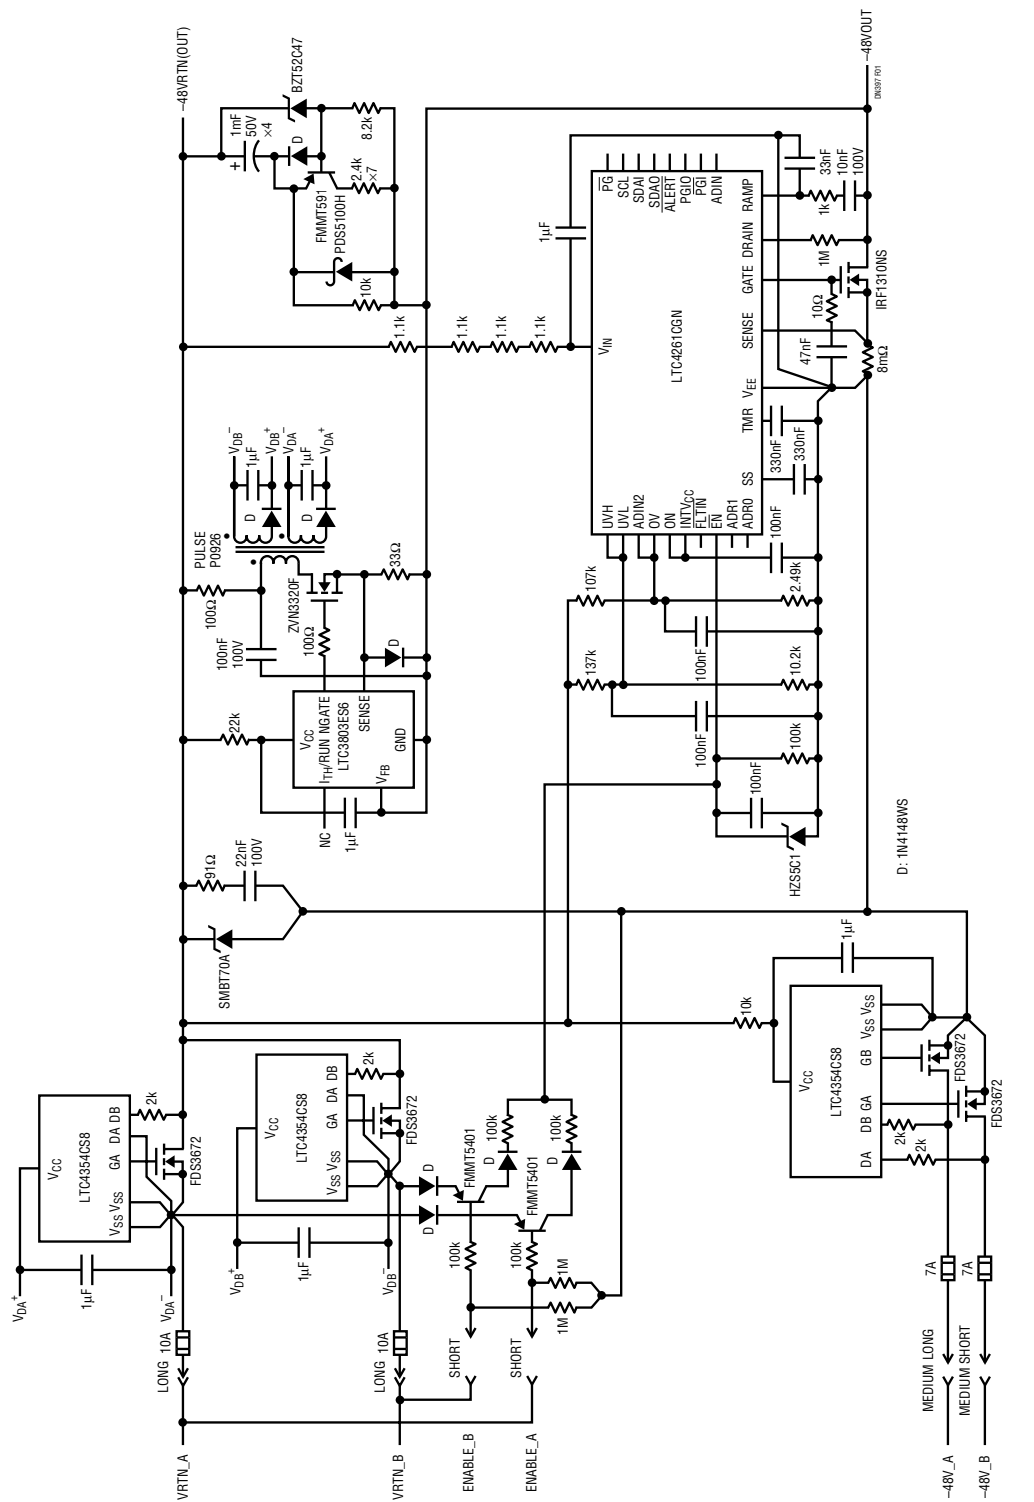 VRTN_A
VRTN_B
ENABLE_B
ENABLE_A
–48V_A
–48V_B
LONG
10A
LONG
10A
SHORT
SHORT
MEDIUM LONG
MEDIUM SHORT
7A
7A
VDA+
1µF
VDA–
VCC
LTC4354CS8
VSS VSS
GA
DA DB
2k
FDS3672
VDB+
1µF
VDB–
VCC
LTC4354CS8
VSS VSS
GA
DA DB
2k
FDS3672
D
D
100k
100k
1M
1M
FMMT5401
FMMT5401
D
D
100k
100k
10k
VCC
LTC4354CS8
DA
DB GA
GB
VSS VSS
2k
2k
1µF
FDS3672
FDS3672
SMBT70A
91Ω
22nF
100V
22k
NC
1µF
VCC
ITH/RUN NGATE
LTC3803ES6
SENSE
VFB
GND
100nF
100V
100Ω
100Ω
ZVN3320F
D
33Ω
PULSE
P0926
D
D
1µF
1µF
VDB–
VDB+
VDA–
VDA+
1.1k
1.1k
1.1k
1.1k
10k
PDS5100H
FMMT591
2.4k
×7
8.2k
D
+
1mF
50V
×4
BZT52C47
–48VRTN(OUT)
HZS5C1
100nF
100k
100nF
137k
10.2k
100nF
107k
2.49k
100nF
UVH
UVL
ADIN2
OV
ON
INTVCC
FLTIN
EN
ADR1
ADR0
VIN
LTC4261CGN
SS
TMR
VEE
SENSE
GATE
DRAIN
RAMP
PG
SCL
SDAI
SDAO
ALERT
PGIO
PGI
ADIN
1µF
330nF
330nF
47nF
10Ω
8mΩ
IRF1310NS
1M
1k
33nF
10nF
100V
–48VOUT
DN397 F01
D: 1N4148WS